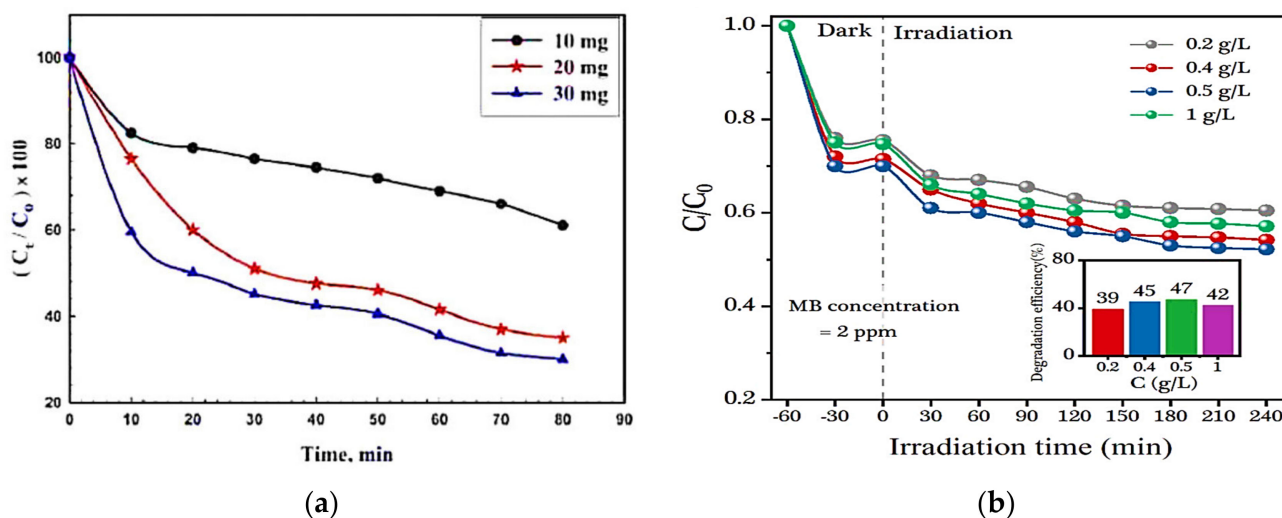 10 mg
20 mg
30 mg
100
80
60
40
20
( Ct / Co ) x 100
0 10 20 30 40 50 60 70 80 90
Time, min
(a)
Dark Irradiation
0.2 g/L
0.4 g/L
0.5 g/L
1 g/L
1.0
0.8
0.6
0.4
0.2
C/C0
MB concentration
= 2 ppm
Degradation efficiency(%)
80
40
0
39 45 47 42
0.2 0.4 0.5 1
C (g/L)
-60 -30 0 30 60 90 120 150 180 210 240
Irradiation time (min)
(b)